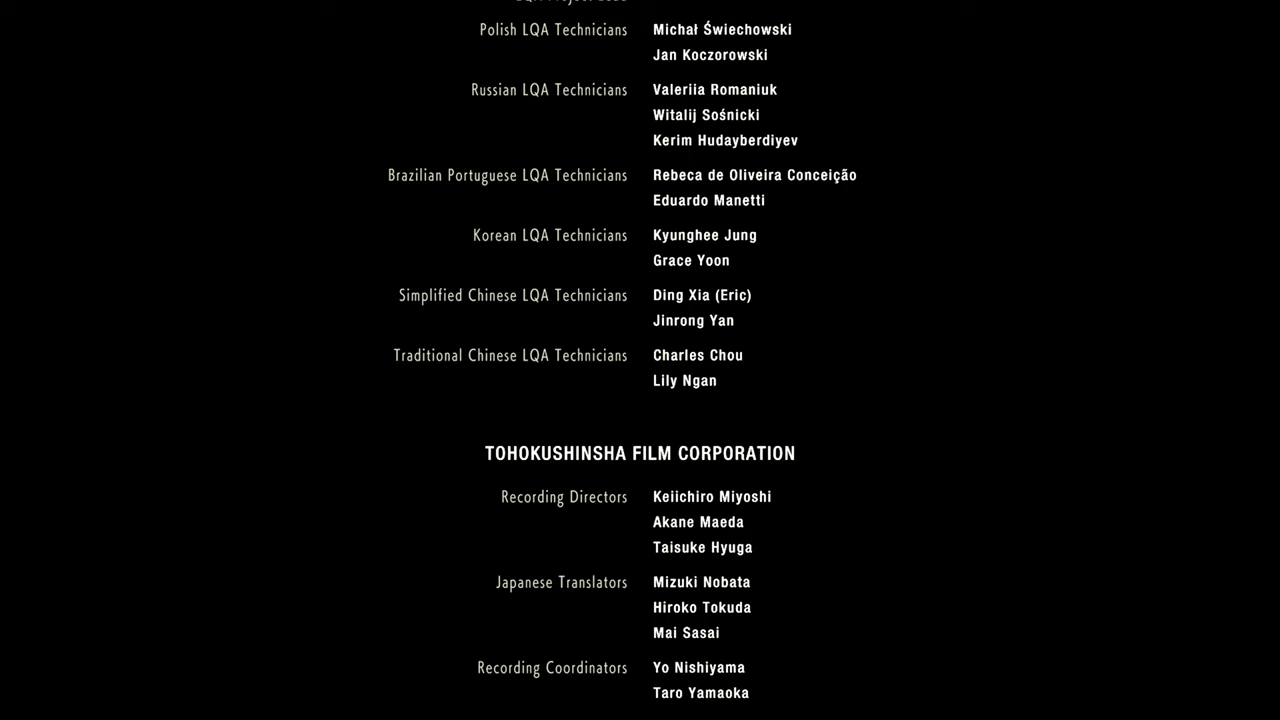 LQA Project Lead
Polish LQA Technicians Michał Świechowski
Jan Koczorowski
Russian LQA Technicians Valeriia Romaniuk
Witalij Sośnicki
Kerim Hudayberdiyev
Brazilian Portuguese LQA Technicians Rebeca de Oliveira Conceição
Eduardo Manetti
Korean LQA Technicians Kyunghee Jung
Grace Yoon
Simplified Chinese LQA Technicians Ding Xia (Eric)
Jinrong Yan
Traditional Chinese LQA Technicians Charles Chou
Lily Ngan
TOHOKUSHINSHA FILM CORPORATION
Recording Directors Keiichiro Miyoshi
Akane Maeda
Taisuke Hyuga
Japanese Translators Mizuki Nobata
Hiroko Tokuda
Mai Sasai
Recording Coordinators Yo Nishiyama
Taro Yamaoka